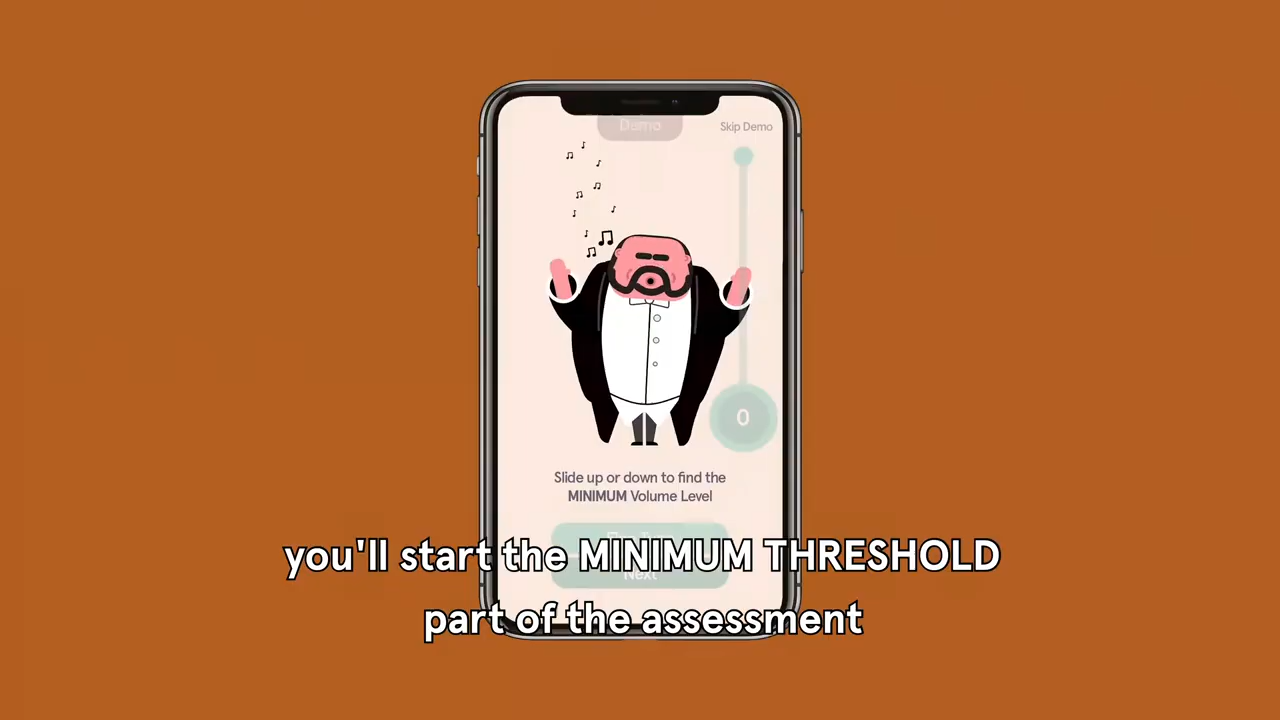 Demo
Skip Demo
0
Slide up or down to find the
MINIMUM Volume Level
Next
you'll start the MINIMUM THRESHOLD
part of the assessment